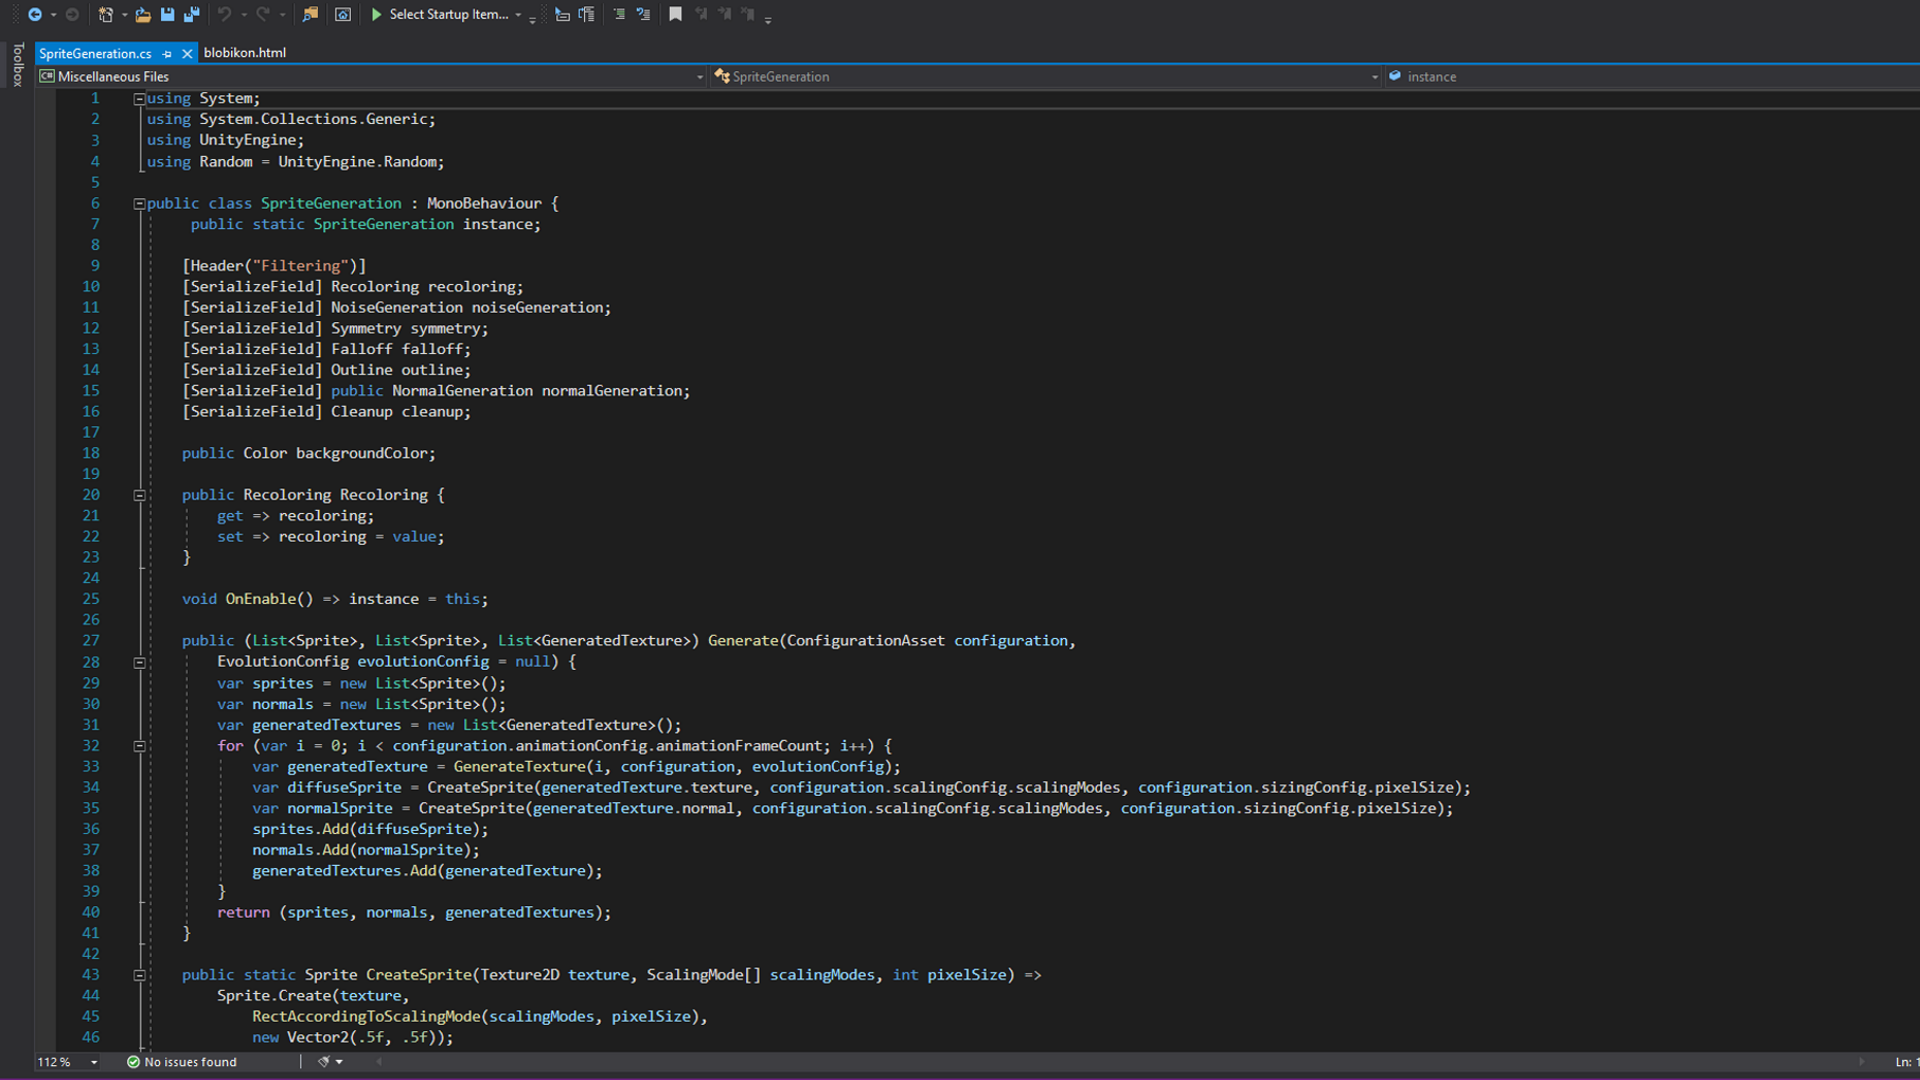 Select Startup Item...
Toolbox
SpriteGeneration.cs
blobikon.html
C# Miscellaneous Files
SpriteGeneration
instance
1 using System;
2 using System.Collections.Generic;
3 using UnityEngine;
4 using Random = UnityEngine.Random;
5
6 public class SpriteGeneration : MonoBehaviour {
7 public static SpriteGeneration instance;
8
9 [Header("Filtering")]
10 [SerializeField] Recoloring recoloring;
11 [SerializeField] NoiseGeneration noiseGeneration;
12 [SerializeField] Symmetry symmetry;
13 [SerializeField] Falloff falloff;
14 [SerializeField] Outline outline;
15 [SerializeField] public NormalGeneration normalGeneration;
16 [SerializeField] Cleanup cleanup;
17
18 public Color backgroundColor;
19
20 public Recoloring Recoloring {
21 get => recoloring;
22 set => recoloring = value;
23 }
24
25 void OnEnable() => instance = this;
26
27 public (List<Sprite>, List<Sprite>, List<GeneratedTexture>) Generate(ConfigurationAsset configuration,
28 EvolutionConfig evolutionConfig = null) {
29 var sprites = new List<Sprite>();
30 var normals = new List<Sprite>();
31 var generatedTextures = new List<GeneratedTexture>();
32 for (var i = 0; i < configuration.animationConfig.animationFrameCount; i++) {
33 var generatedTexture = GenerateTexture(i, configuration, evolutionConfig);
34 var diffuseSprite = CreateSprite(generatedTexture.texture, configuration.scalingConfig.scalingModes, configuration.sizingConfig.pixelSize);
35 var normalSprite = CreateSprite(generatedTexture.normal, configuration.scalingConfig.scalingModes, configuration.sizingConfig.pixelSize);
36 sprites.Add(diffuseSprite);
37 normals.Add(normalSprite);
38 generatedTextures.Add(generatedTexture);
39 }
40 return (sprites, normals, generatedTextures);
41 }
42
43 public static Sprite CreateSprite(Texture2D texture, ScalingMode[] scalingModes, int pixelSize) =>
44 Sprite.Create(texture,
45 RectAccordingToScalingMode(scalingModes, pixelSize),
46 new Vector2(.5f, .5f));
112 %
No issues found
Ln: 1